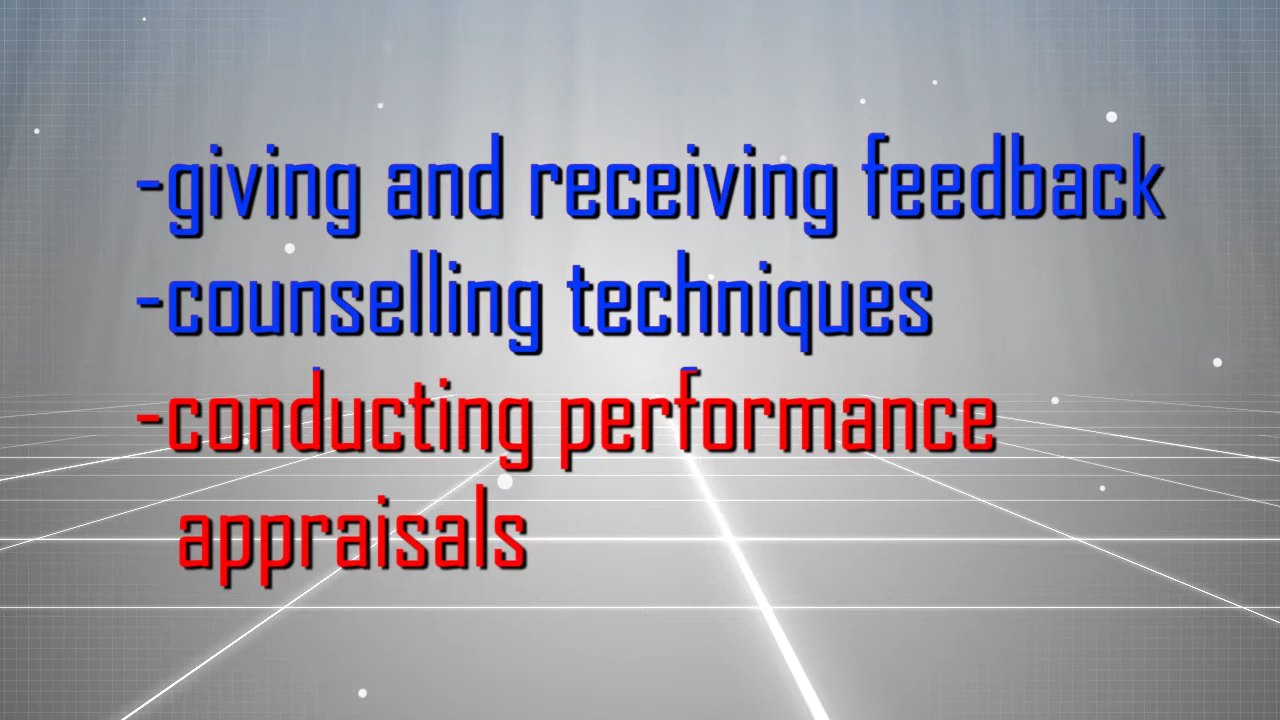 -giving and receiving feedback
-counselling techniques
-conducting performance
appraisals